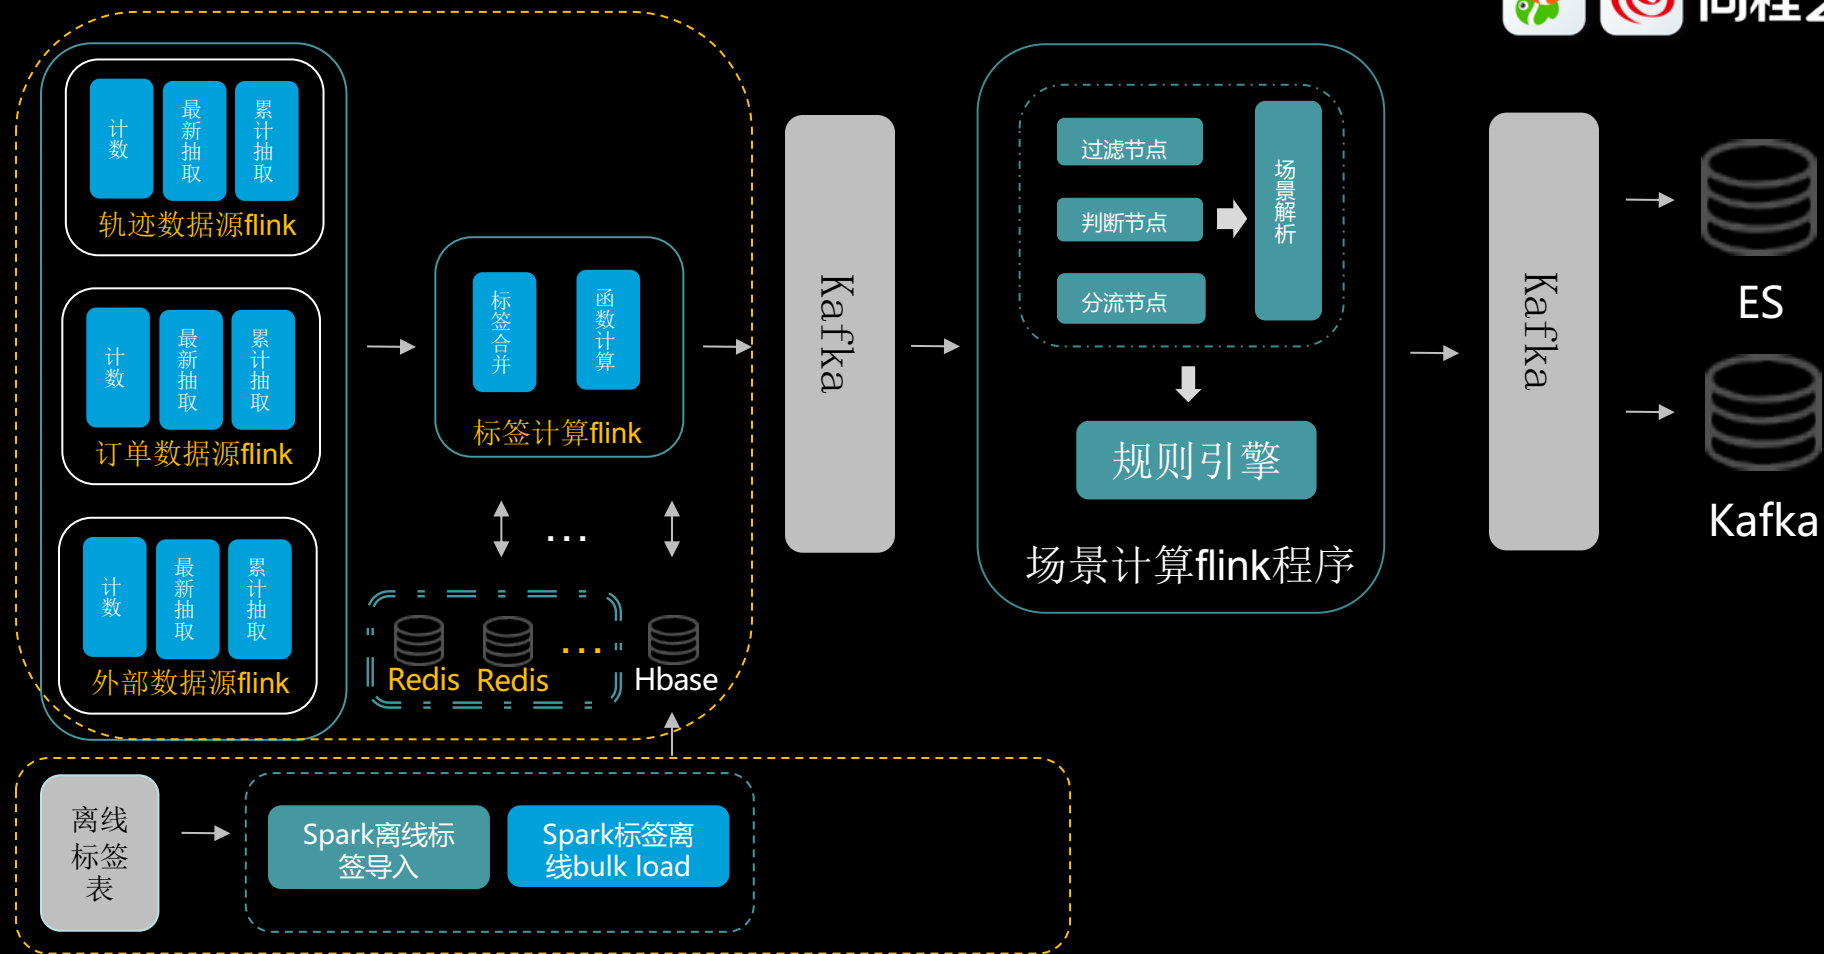 同程
计数
最新抽取
累计抽取
轨迹数据源flink
计数
最新抽取
累计抽取
订单数据源flink
计数
最新抽取
累计抽取
外部数据源flink
标签合并
函数计算
标签计算flink
...
Redis
Redis
...
Hbase
Kafka
过滤节点
判断节点
分流节点
场景解析
规则引擎
场景计算flink程序
Kafka
ES
Kafka
离线
标签
表
Spark离线标
签导入
Spark标签离
线bulk load